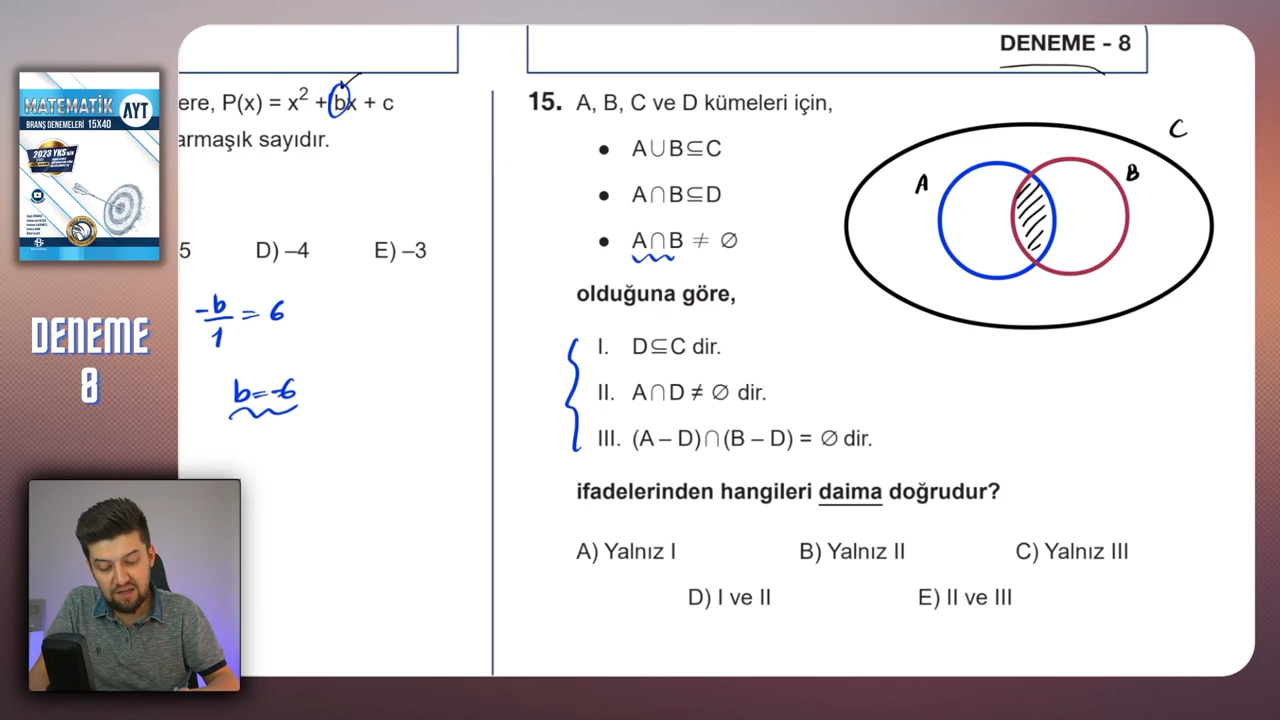 DENEME - 8
MATEMATİK
AYT
BRANŞ DENEMELERİ 15X40
2023 YKS'NİN
DENEME
8
ere, P(x) = x² + bx + c
armaşık sayıdır.
5 D) –4 E) –3
-b/1 = 6
b=-6
15. A, B, C ve D kümeleri için,
● A∪B⊆C
● A∩B⊆D
● A∩B ≠ ∅
olduğuna göre,
I. D⊆C dir.
II. A∩D ≠ ∅ dir.
III. (A – D)∩(B – D) = ∅ dir.
ifadelerinden hangileri daima doğrudur?
A) Yalnız I B) Yalnız II C) Yalnız III
D) I ve II E) II ve III
C
A
B